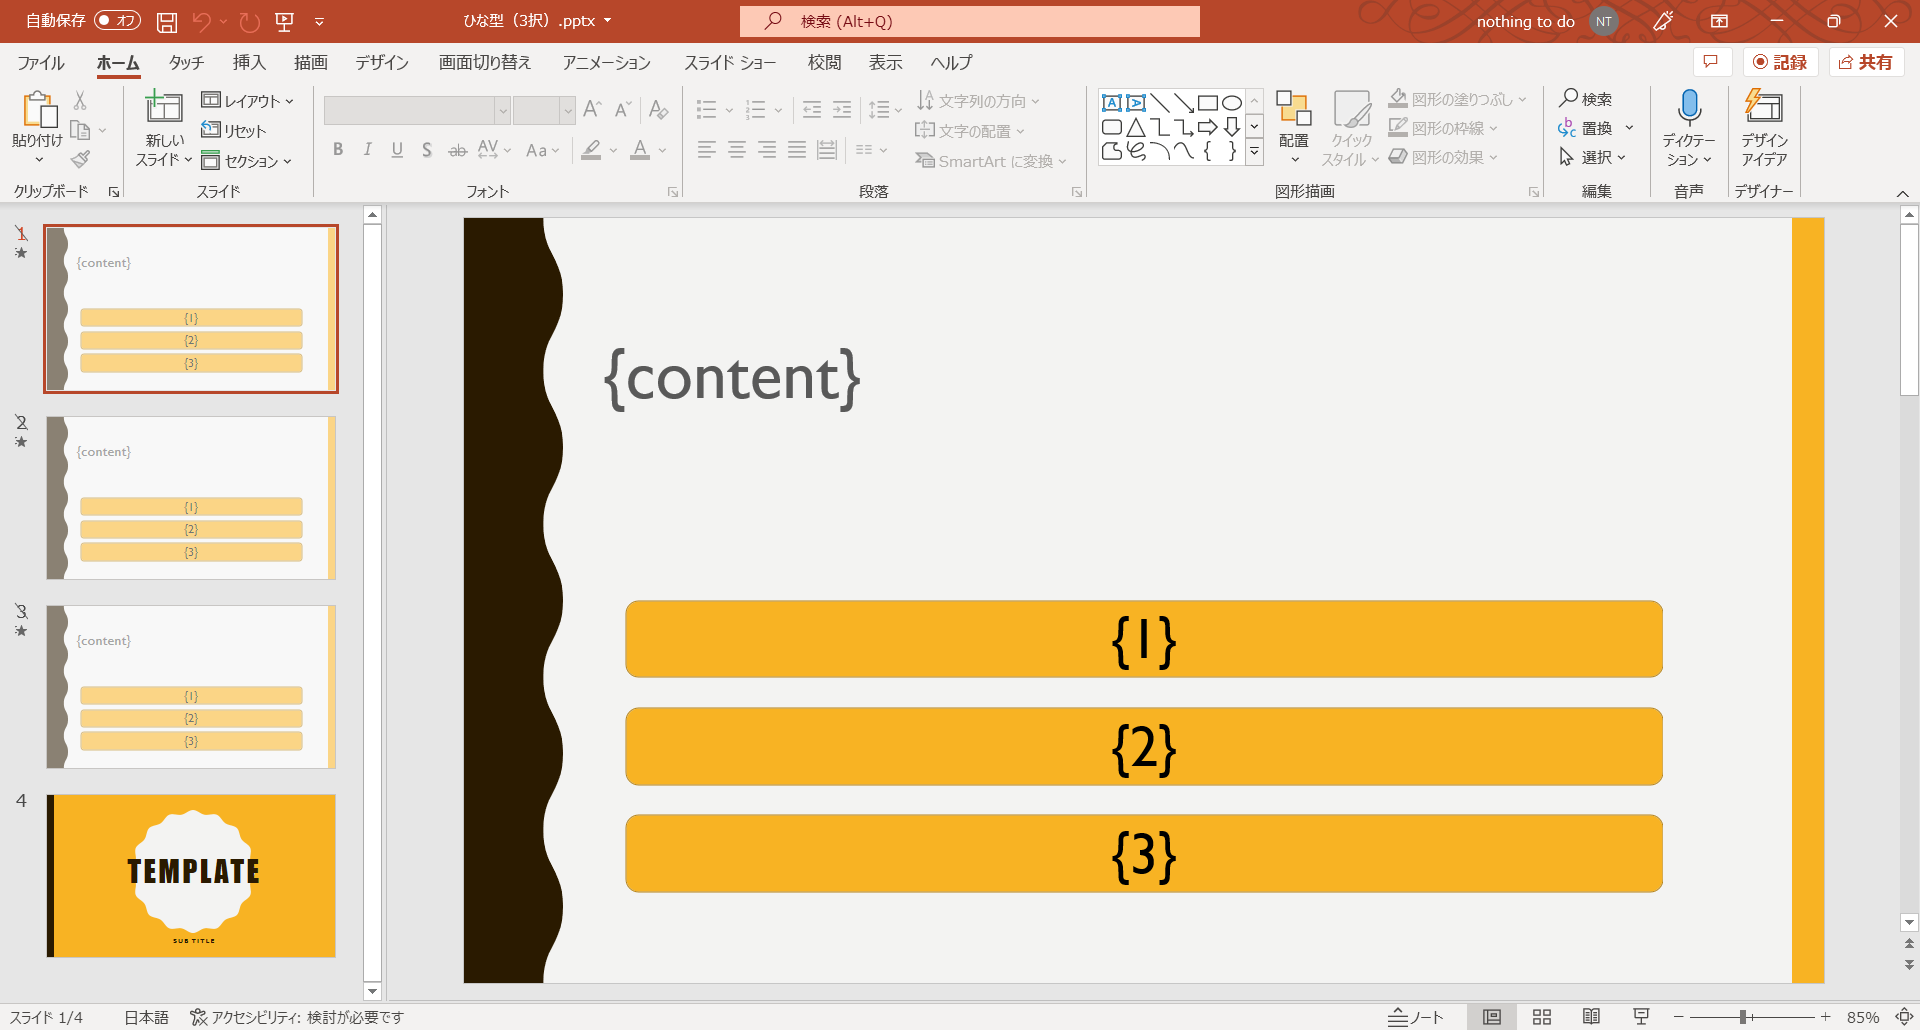 自動保存 オフ ひな型（3択）.pptx 検索 (Alt+Q) nothing to do NT
ファイル ホーム タッチ 挿入 描画 デザイン 画面切り替え アニメーション スライド ショー 校閲 表示 ヘルプ 記録 共有
貼り付け
クリップボード
新しい
スライド
レイアウト
リセット
セクション
スライド
B I U S ab AV Aa A
フォント
文字列の方向
文字の配置
SmartArt に変換
段落
配置
クイック
スタイル
図形の塗りつぶし
図形の枠線
図形の効果
図形描画
検索
置換
選択
編集
ディクテー
ション
音声
デザイン
アイデア
デザイナー
1
{content}
{1}
{2}
{3}
2
{content}
{1}
{2}
{3}
3
{content}
{1}
{2}
{3}
4
TEMPLATE
SUB TITLE
{content}
{1}
{2}
{3}
スライド 1/4 日本語 アクセシビリティ: 検討が必要です ノート 85%